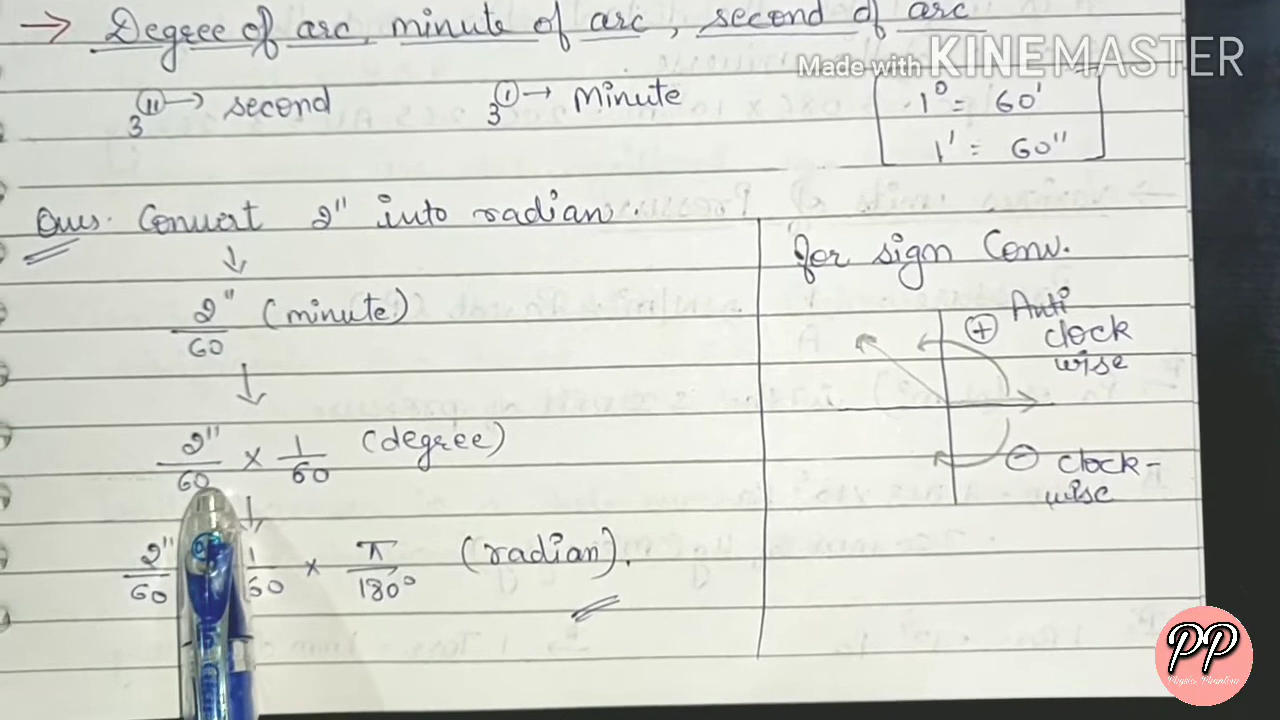 → Degree of arc, minute of arc, second of arc
Made with KINEMASTER
3" → second 3' → Minute
1° = 60'
1' = 60"
Ques. Convert 2" into radian.
↓
2"/60 (minute)
↓
2"/60 × 1/60 (degree)
↓
2"/60 1/60 × π/180° (radian).
for sign Conv.
+ Anti
clock
wise
- clock-
wise
PP
Physics Phantom